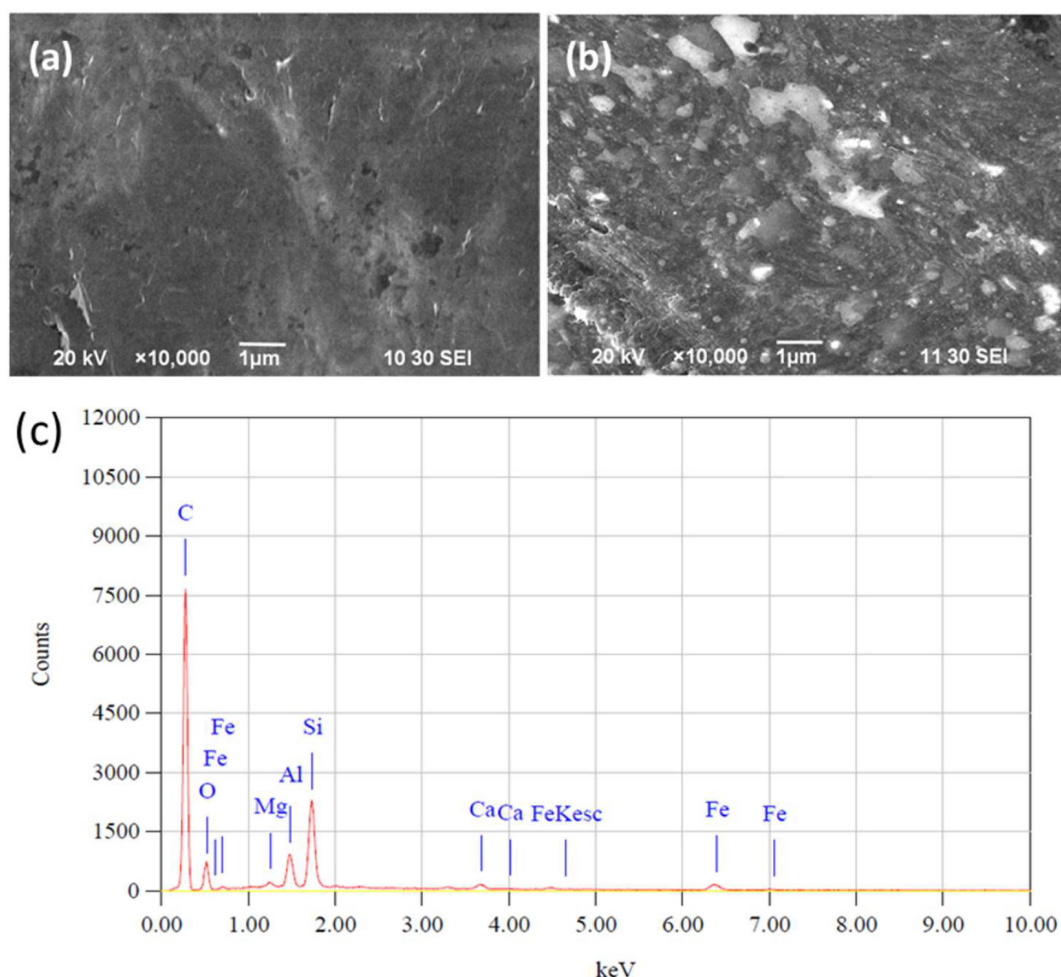 (a)
20 kV ×10,000 1μm 10 30 SEI
(b)
20 kV ×10,000 1μm 11 30 SEI
(c)
12000
10500
9000
7500
6000
4500
3000
1500
0
Counts
C
Fe
Fe
O
Mg
Al
Si
Ca
Ca
FeKesc
Fe
Fe
0.00 1.00 2.00 3.00 4.00 5.00 6.00 7.00 8.00 9.00 10.00
keV